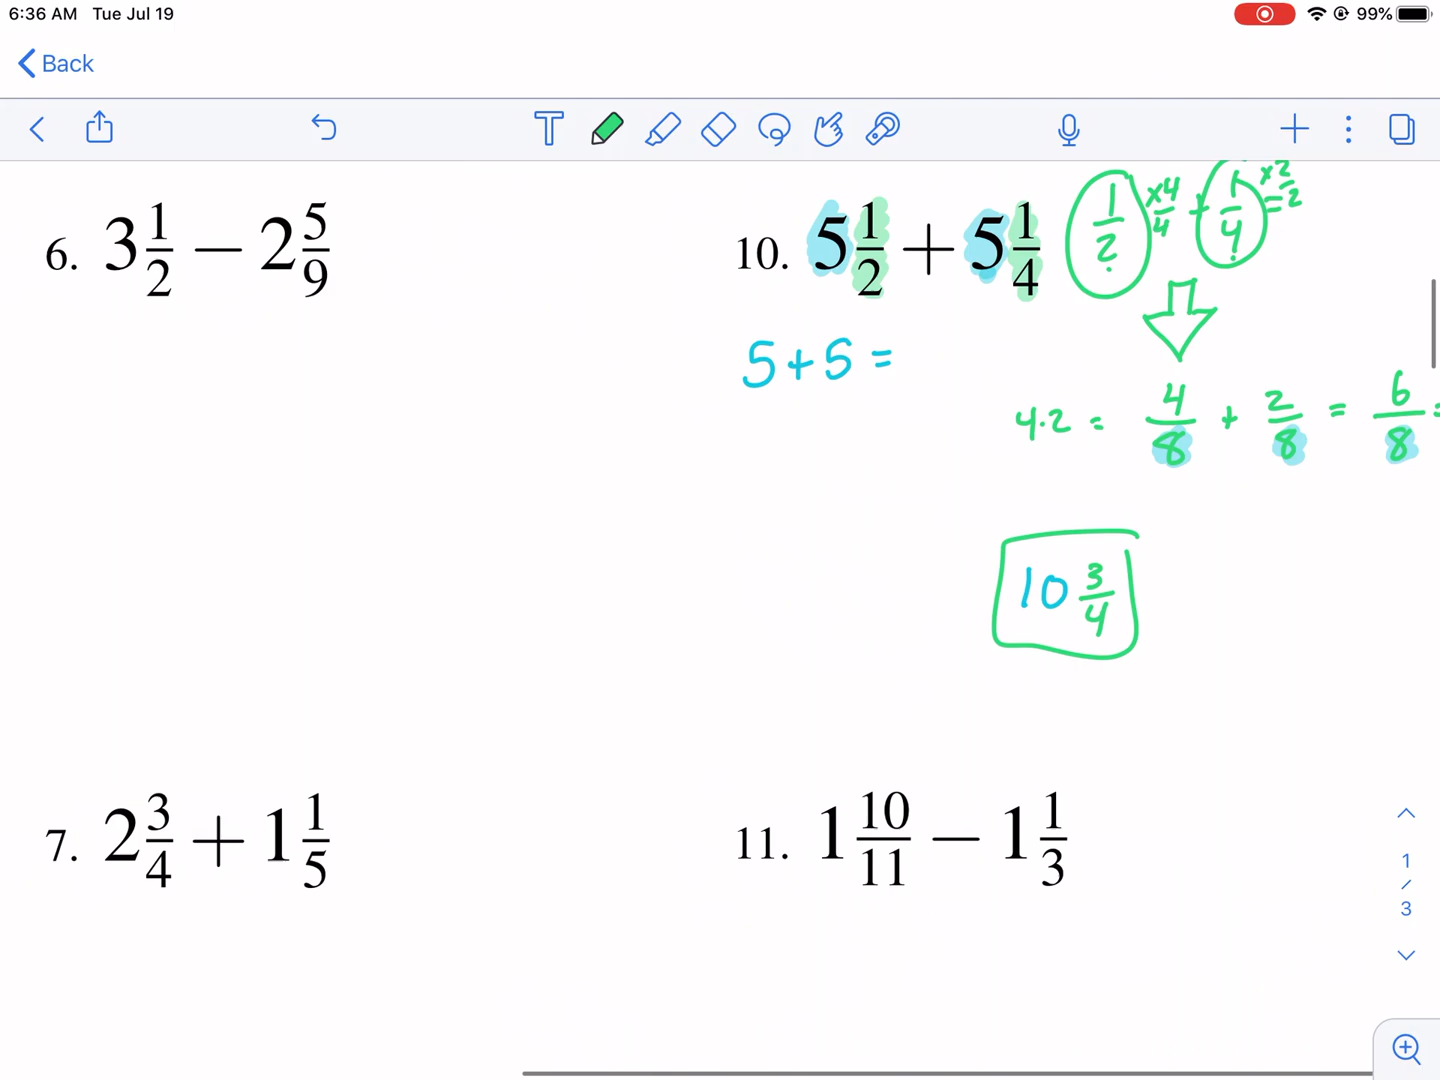 6:36 AM Tue Jul 19
99%
Back
6. 3 1/2 − 2 5/9
10. 5 1/2 + 5 1/4
1/2 ×4/4 + 1/4 ×2/2 =
5+5 =
4·2 = 4/8 + 2/8 = 6/8 =
10 3/4
7. 2 3/4 + 1 1/5
11. 1 10/11 − 1 1/3
1
/
3